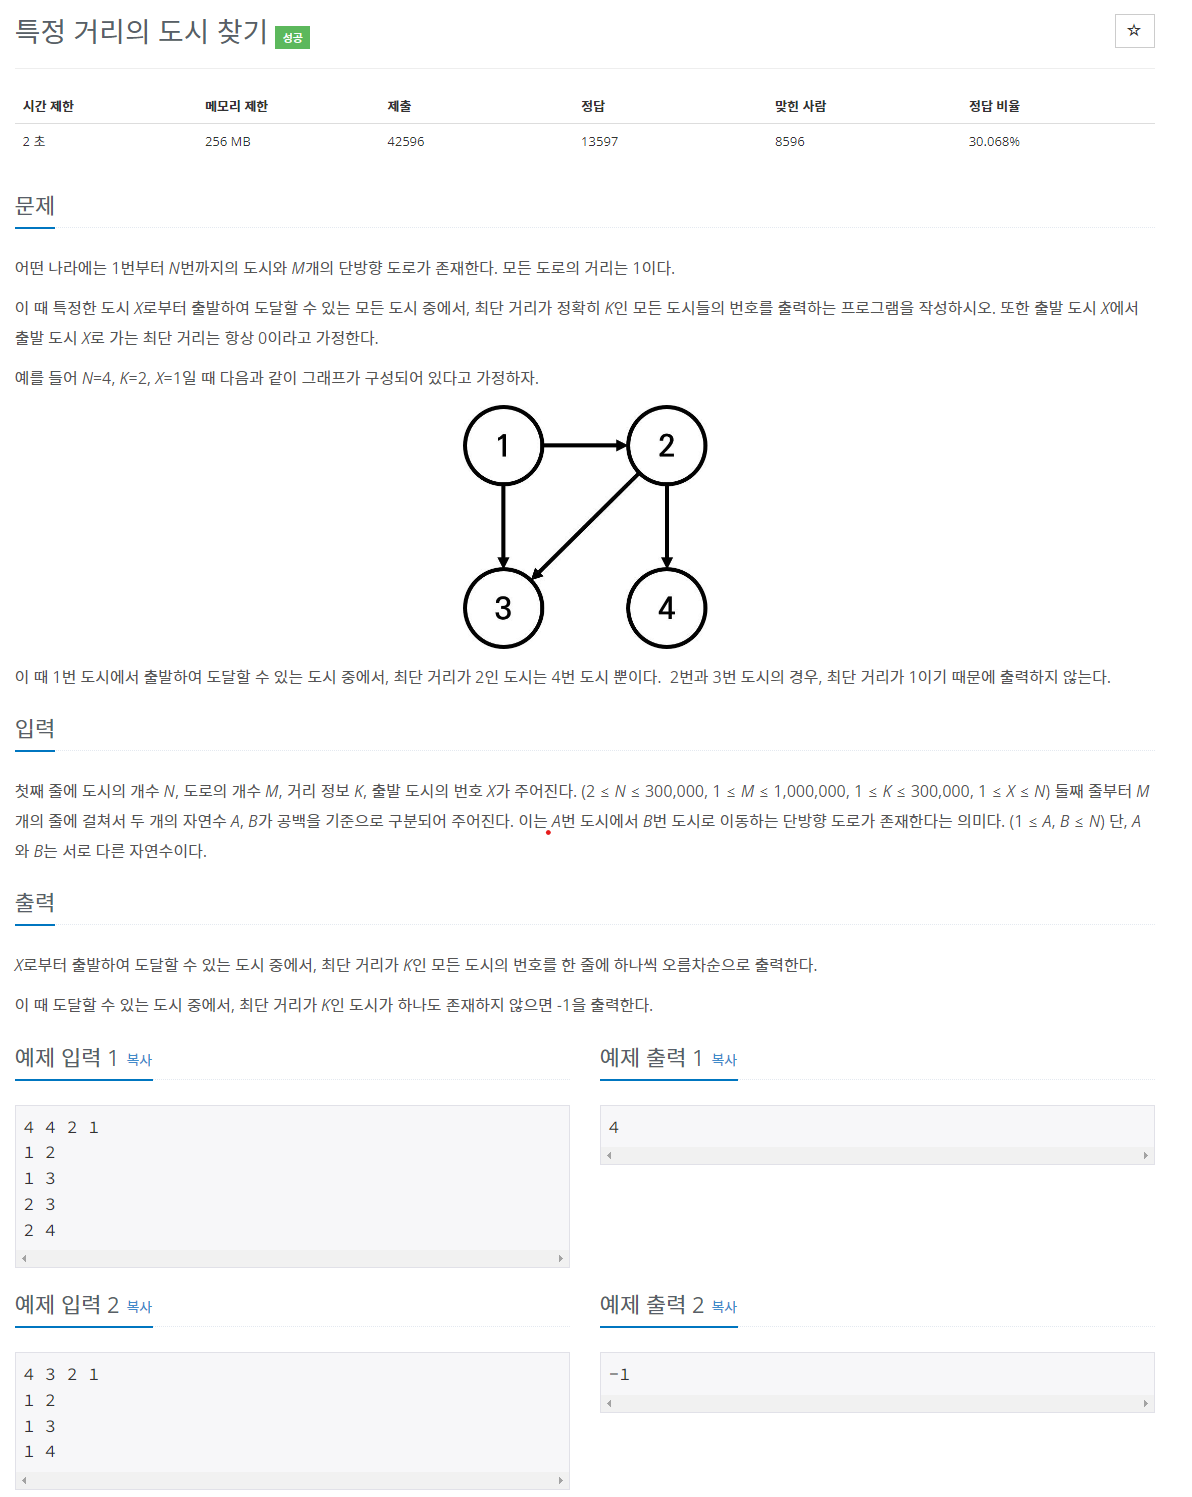 특정 거리의 도시 찾기 성공
☆
시간 제한 메모리 제한 제출 정답 맞힌 사람 정답 비율
2 초 256 MB 42596 13597 8596 30.068%
문제
어떤 나라에는 1번부터 N번까지의 도시와 M개의 단방향 도로가 존재한다. 모든 도로의 거리는 1이다.
이 때 특정한 도시 X로부터 출발하여 도달할 수 있는 모든 도시 중에서, 최단 거리가 정확히 K인 모든 도시들의 번호를 출력하는 프로그램을 작성하시오. 또한 출발 도시 X에서
출발 도시 X로 가는 최단 거리는 항상 0이라고 가정한다.
예를 들어 N=4, K=2, X=1일 때 다음과 같이 그래프가 구성되어 있다고 가정하자.
1 2
3 4
이 때 1번 도시에서 출발하여 도달할 수 있는 도시 중에서, 최단 거리가 2인 도시는 4번 도시 뿐이다.  2번과 3번 도시의 경우, 최단 거리가 1이기 때문에 출력하지 않는다.
입력
첫째 줄에 도시의 개수 N, 도로의 개수 M, 거리 정보 K, 출발 도시의 번호 X가 주어진다. (2 ≤ N ≤ 300,000, 1 ≤ M ≤ 1,000,000, 1 ≤ K ≤ 300,000, 1 ≤ X ≤ N) 둘째 줄부터 M
개의 줄에 걸쳐서 두 개의 자연수 A, B가 공백을 기준으로 구분되어 주어진다. 이는 A번 도시에서 B번 도시로 이동하는 단방향 도로가 존재한다는 의미다. (1 ≤ A, B ≤ N) 단, A
와 B는 서로 다른 자연수이다.
출력
X로부터 출발하여 도달할 수 있는 도시 중에서, 최단 거리가 K인 모든 도시의 번호를 한 줄에 하나씩 오름차순으로 출력한다.
이 때 도달할 수 있는 도시 중에서, 최단 거리가 K인 도시가 하나도 존재하지 않으면 -1을 출력한다.
예제 입력 1 복사
4 4 2 1
1 2
1 3
2 3
2 4
예제 출력 1 복사
4
예제 입력 2 복사
4 3 2 1
1 2
1 3
1 4
예제 출력 2 복사
-1